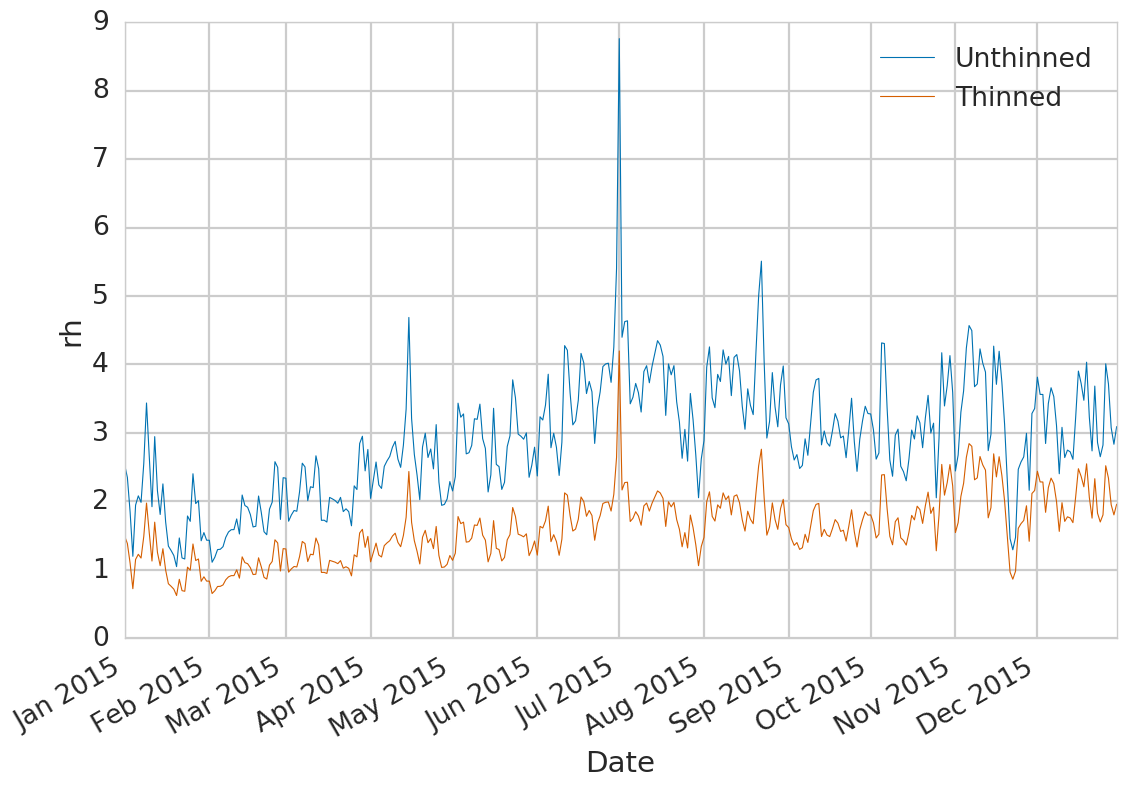 9
8
7
6
5
4
3
2
1
0
rh
Unthinned
Thinned
Jan 2015
Feb 2015
Mar 2015
Apr 2015
May 2015
Jun 2015
Jul 2015
Aug 2015
Sep 2015
Oct 2015
Nov 2015
Dec 2015
Date